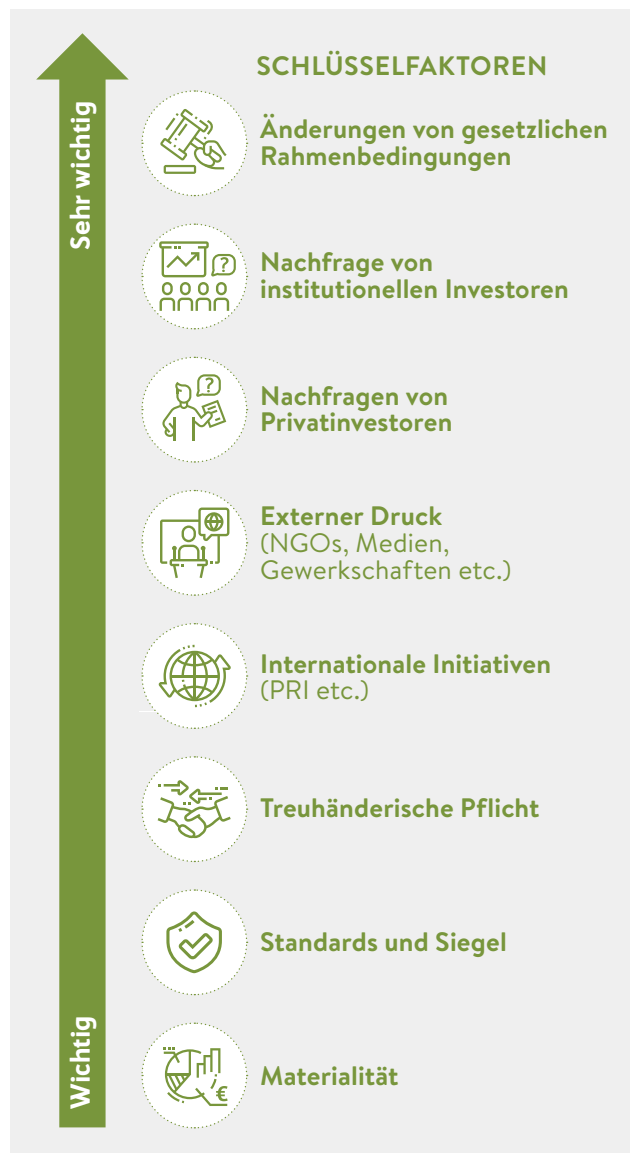 SCHLÜSSELFAKTOREN
Sehr wichtig
Änderungen von gesetzlichen
Rahmenbedingungen
?
Nachfrage von
institutionellen Investoren
?
Nachfragen von
Privatinvestoren
Externer Druck
(NGOs, Medien,
Gewerkschaften etc.)
Internationale Initiativen
(PRI etc.)
Treuhänderische Pflicht
Standards und Siegel
Wichtig
€
Materialität